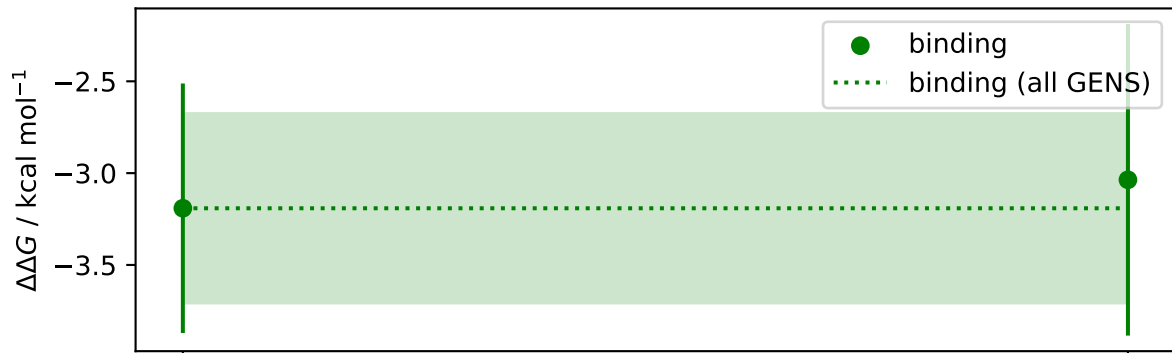 binding
binding (all GENS)
−2.5
−3.0
−3.5
ΔΔG / kcal mol⁻¹